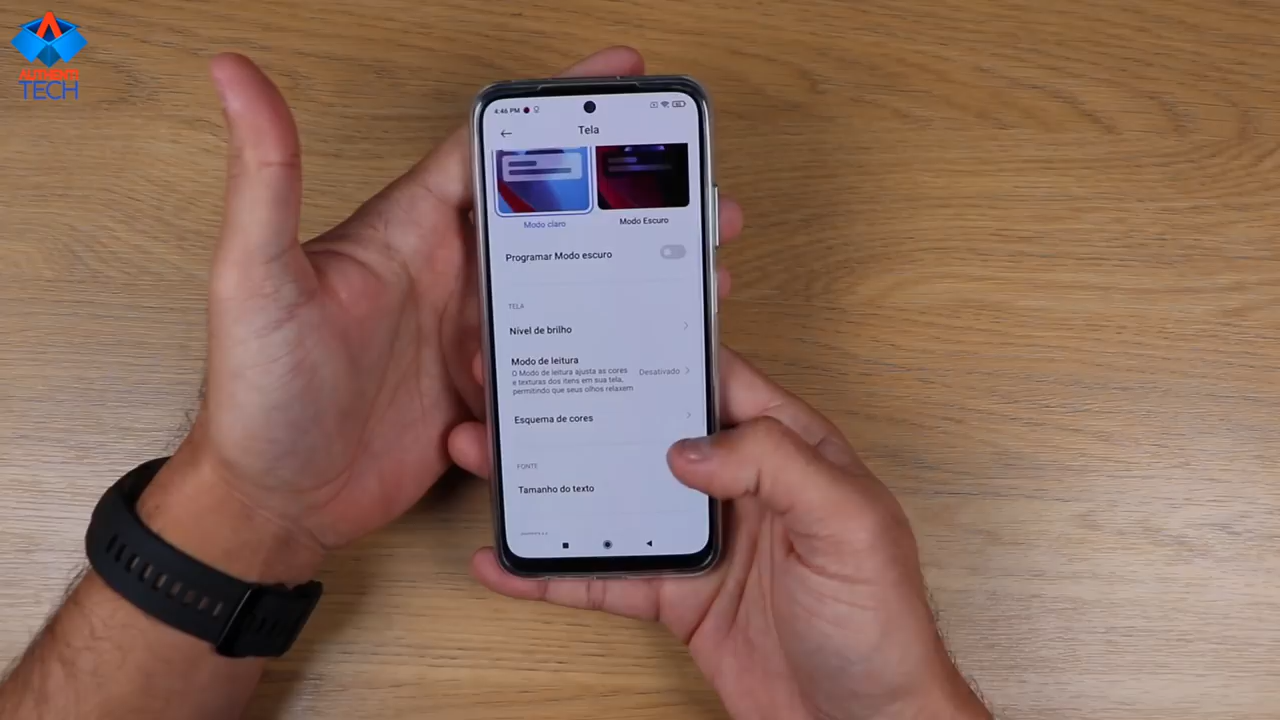 AUTHENTI
TECH
4:46 PM
Tela
Modo claro
Modo Escuro
Programar Modo escuro
TELA
Nível de brilho
Modo de leitura
O Modo de leitura ajusta as cores
e texturas dos itens em sua tela,
permitindo que seus olhos relaxem
Desativado
Esquema de cores
FONTE
Tamanho do texto